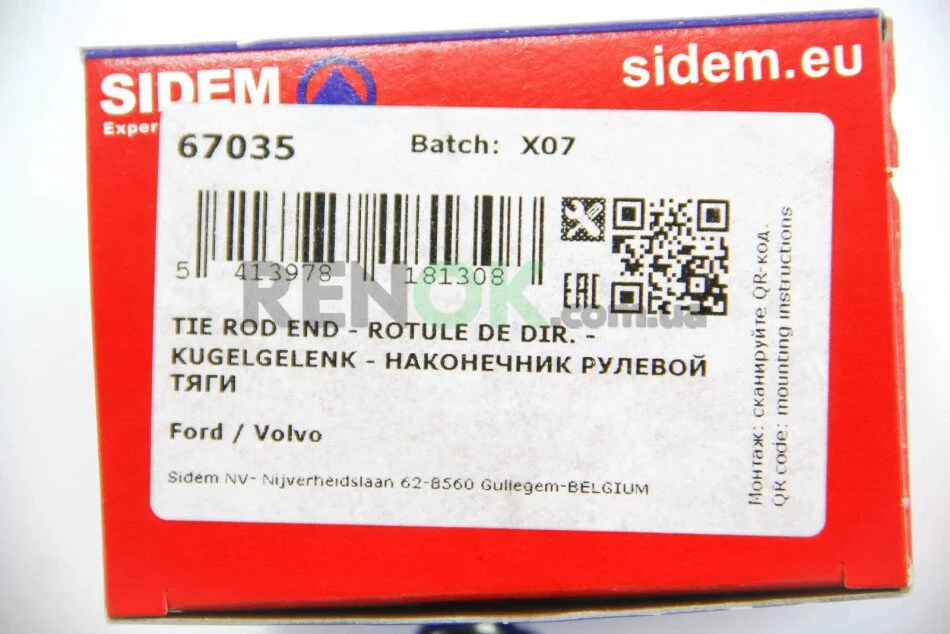 SIDEM
sidem.eu
Exper
67035
Batch: X07
5 413978 181308
EAC
RENOK.com.ua
TIE ROD END - ROTULE DE DIR. -
KUGELGELENK - НАКОНЕЧНИК РУЛЕВОЙ
ТЯГИ
Ford / Volvo
Sidem NV- Nijverheidslaan 62-8560 Gullegem-BELGIUM
Монтаж: сканируйте QR-код.
QR code: mounting instructions